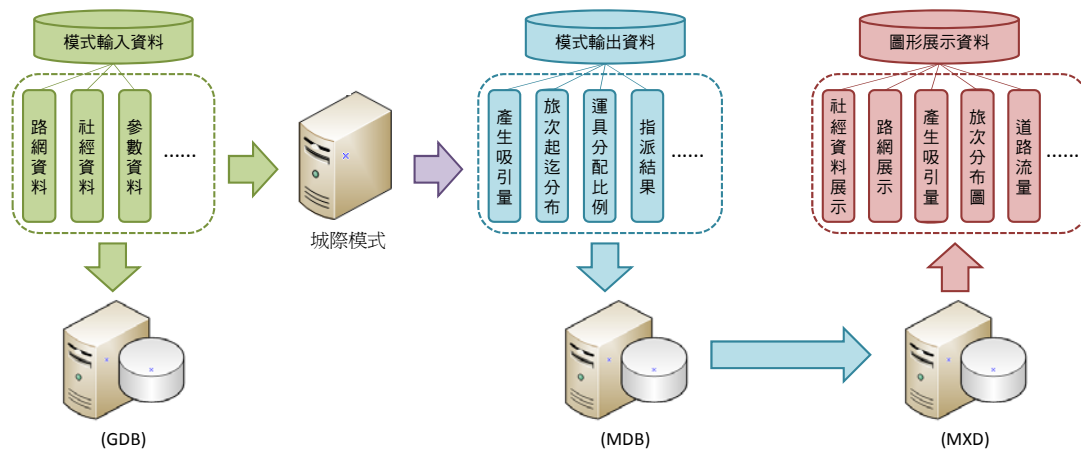 模式輸入資料
路網資料
社經資料
參數資料
......
城際模式
(GDB)
模式輸出資料
產生吸引量
旅次起迄分布
運具分配比例
指派結果
......
(MDB)
圖形展示資料
社經資料展示
路網展示
產生吸引量
旅次分布圖
道路流量
......
(MXD)